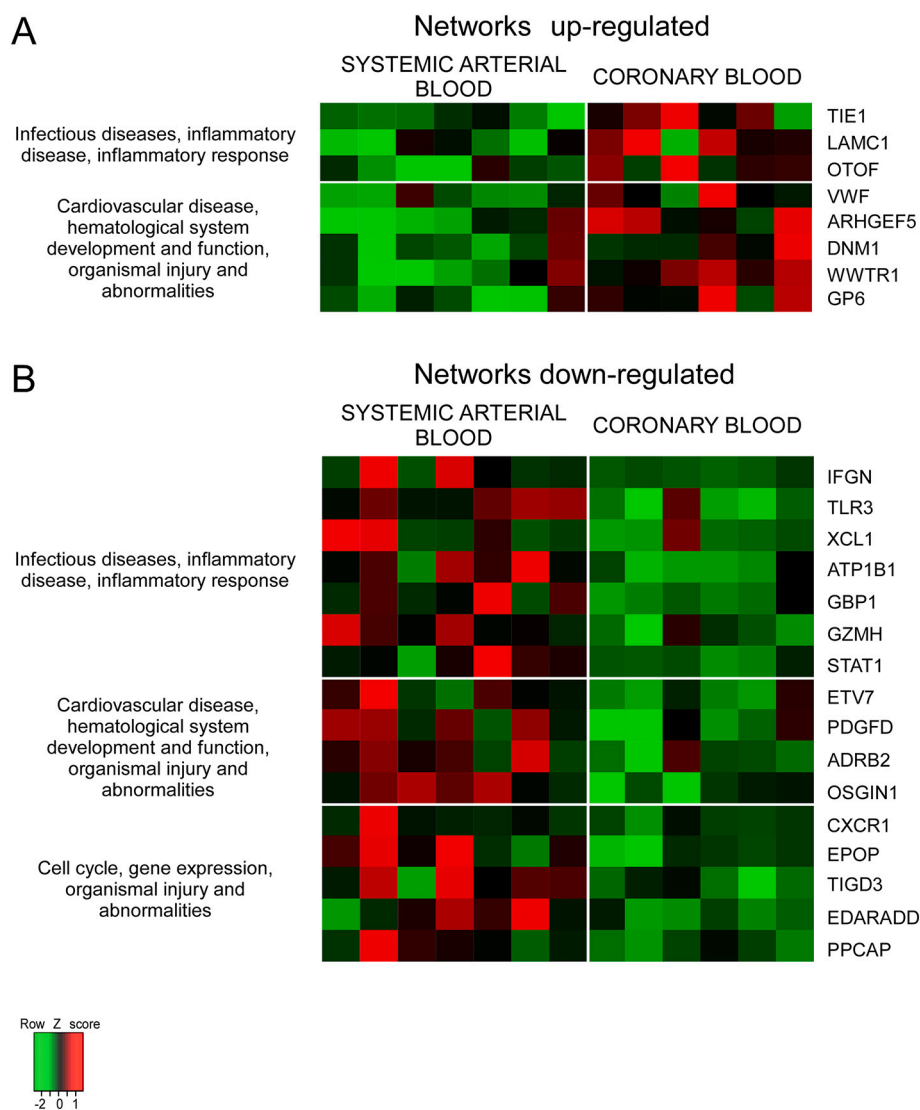 A
Networks up-regulated
SYSTEMIC ARTERIAL
BLOOD
CORONARY BLOOD
Infectious diseases, inflammatory
disease, inflammatory response
TIE1
LAMC1
OTOF
Cardiovascular disease,
hematological system
development and function,
organismal injury and
abnormalities
VWF
ARHGEF5
DNM1
WWTR1
GP6
B
Networks down-regulated
SYSTEMIC ARTERIAL
BLOOD
CORONARY BLOOD
Infectious diseases, inflammatory
disease, inflammatory response
IFGN
TLR3
XCL1
ATP1B1
GBP1
GZMH
STAT1
Cardiovascular disease,
hematological system
development and function,
organismal injury and
abnormalities
ETV7
PDGFD
ADRB2
OSGIN1
Cell cycle, gene expression,
organismal injury and
abnormalities
CXCR1
EPOP
TIGD3
EDARADD
PPCAP
Row Z score
-2 0 1